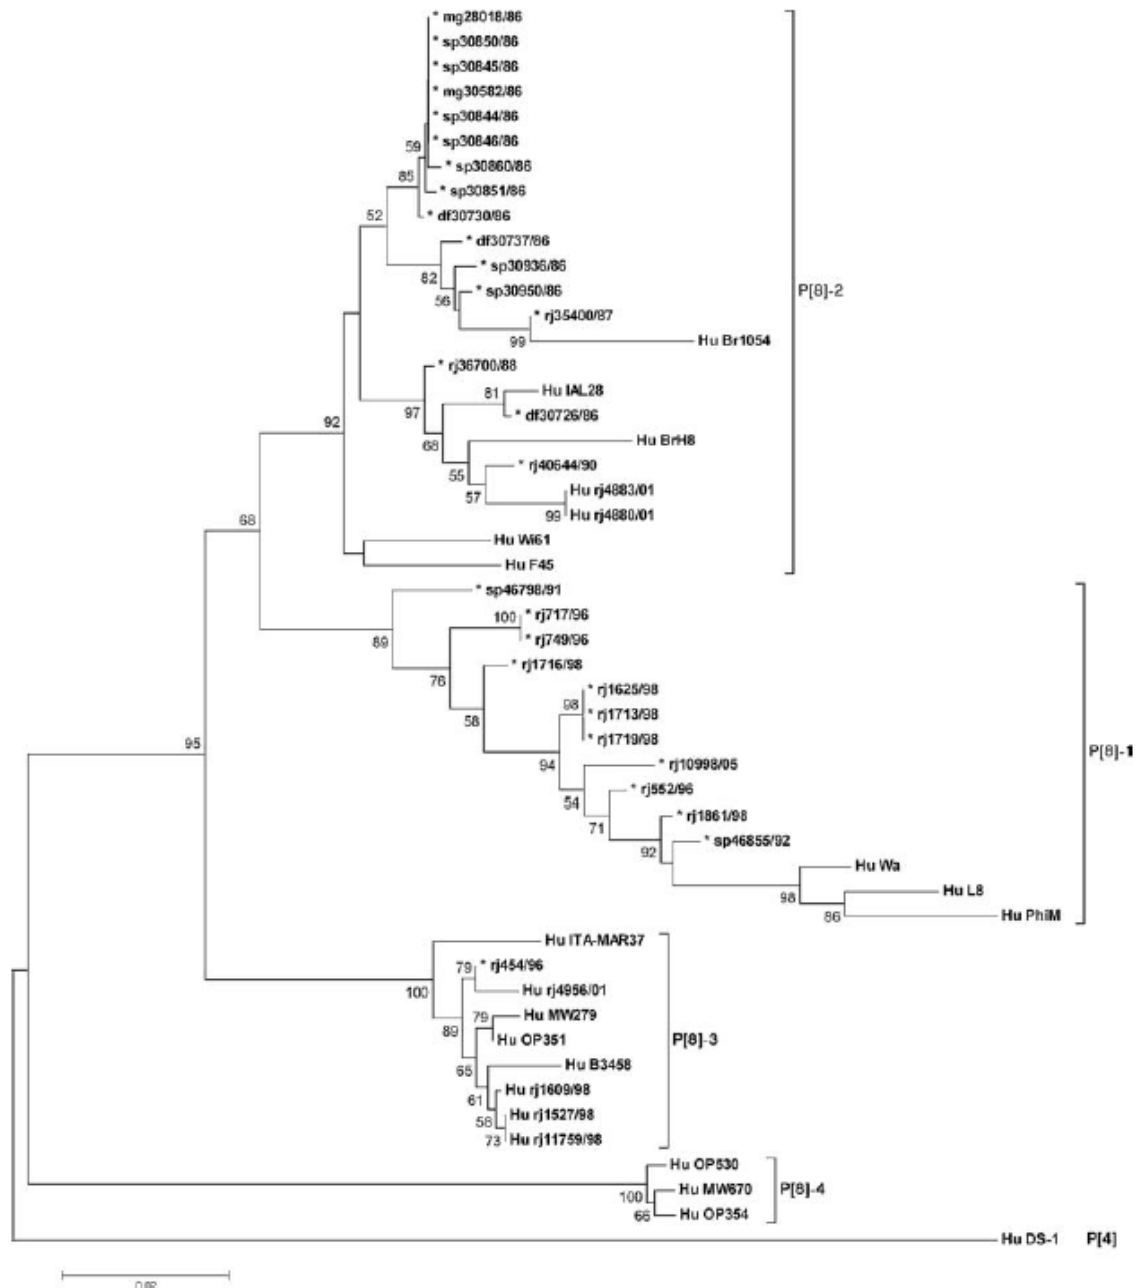 * mg28018/86
* sp30850/86
* sp30845/86
* mg30582/86
* sp30844/86
* sp30846/86
59
* sp30860/86
85
* sp30851/86
52
* df30730/86
* df30737/86
82
* sp30936/86
56
* sp30950/86
P[8]-2
* rj35400/87
99
Hu Br1054
* rj36700/88
81
Hu IAL28
97
* df30726/86
92
68
Hu BrH8
55
* rj40644/90
57
Hu rj4883/01
99
Hu rj4880/01
68
Hu Wi61
Hu F45
* sp46798/91
100
* rj717/96
89
* rj749/96
76
* rj1716/98
* rj1625/98
98
58
* rj1713/98
* rj1719/98
95
94
P[8]-1
* rj10998/05
54
* rj552/96
71
* rj1861/98
92
* sp46855/92
Hu Wa
98
Hu L8
86
Hu PhiM
Hu ITA-MAR37
79
* rj454/96
100
Hu rj4956/01
79
Hu MW279
89
Hu OP351
P[8]-3
65
Hu B3458
61
Hu rj1609/98
Hu rj1527/98
73
Hu rj11759/98
Hu OP530
100
Hu MW670
P[8]-4
66
Hu OP354
Hu DS-1 P[4]